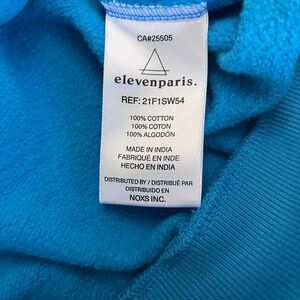 CA#25505
elevenparis.
REF: 21F1SW54
100% COTTON
100% COTON
100% ALGODÓN
MADE IN INDIA
FABRIQUÉ EN INDE
HECHO EN INDIA
DISTRIBUTED BY / DISTRIBUÉ PAR
DISTRIBUIDO EN
NOXS INC.